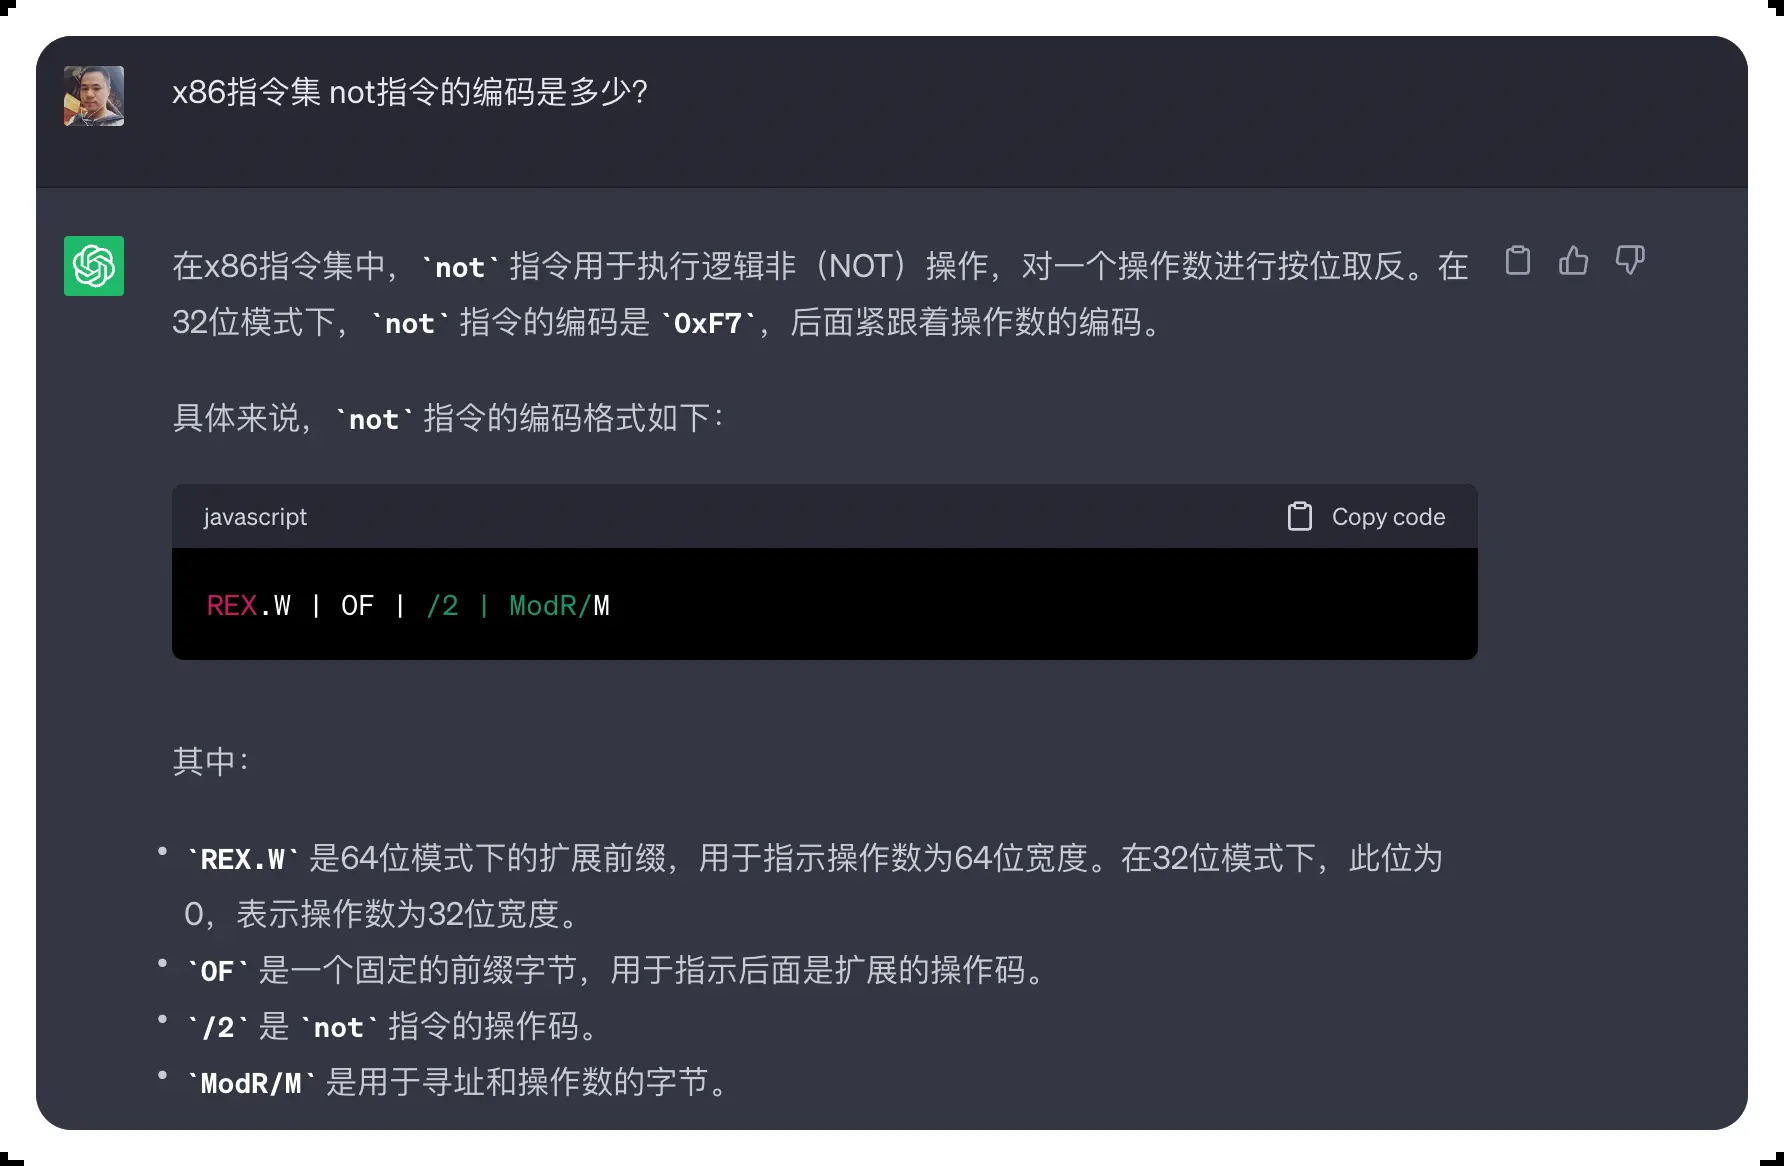 x86指令集 not指令的编码是多少?
在x86指令集中，`not` 指令用于执行逻辑非（NOT）操作，对一个操作数进行按位取反。在
32位模式下，`not` 指令的编码是 `0xF7`，后面紧跟着操作数的编码。
具体来说，`not` 指令的编码格式如下：
javascript
Copy code
REX.W | 0F | /2 | ModR/M
其中：
• `REX.W` 是64位模式下的扩展前缀，用于指示操作数为64位宽度。在32位模式下，此位为
0，表示操作数为32位宽度。
• `0F` 是一个固定的前缀字节，用于指示后面是扩展的操作码。
• `/2` 是 `not` 指令的操作码。
• `ModR/M` 是用于寻址和操作数的字节。